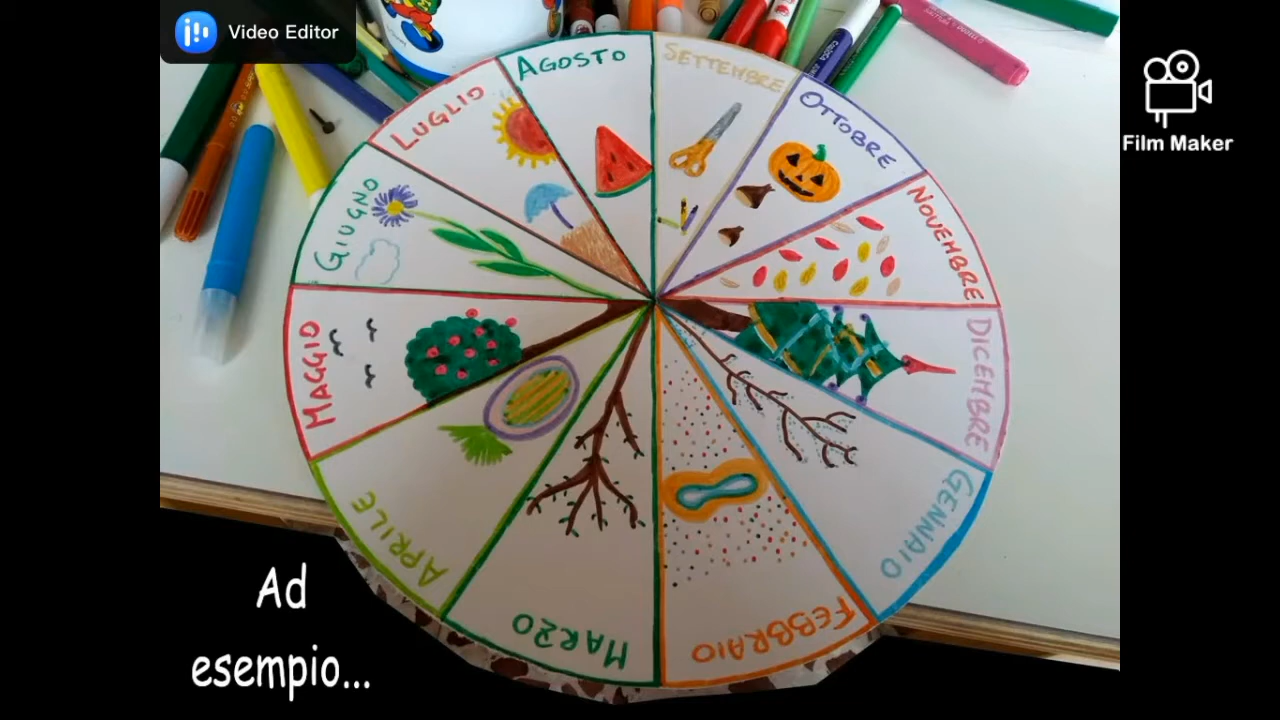 Video Editor
Film Maker
AGOSTO
SETTEMBRE
OTTOBRE
NOVEMBRE
DICEMBRE
GENNAIO
FEBBRAIO
MARZO
APRILE
MAGGIO
GIUGNO
LUGLIO
Ad
esempio...